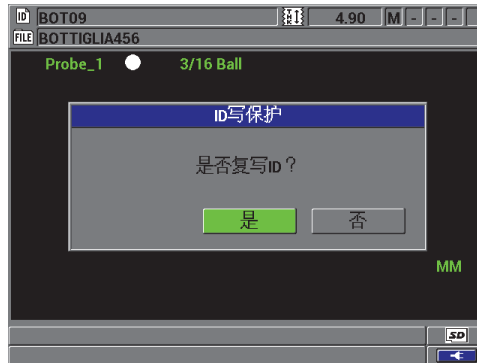 ID BOT09 4.90 M - - -
FILE BOTTIGLIA456
Probe_1 3/16 Ball
ID写保护
是否复写ID？
是 否
MM
SD